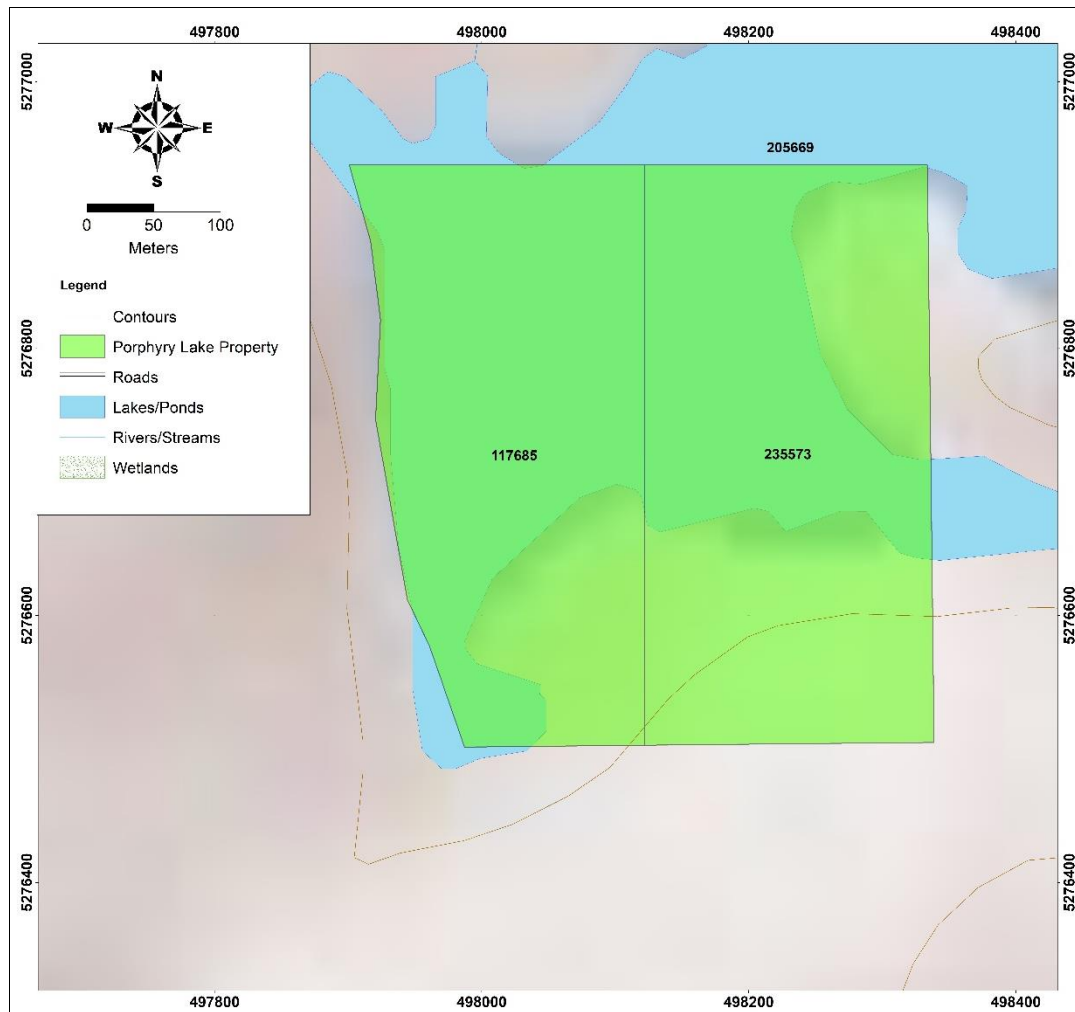 497800 498000 498200 498400
5277000
5276800
5276600
5276400
N
W E
S
0 50 100
Meters
Legend
Contours
Porphyry Lake Property
Roads
Lakes/Ponds
Rivers/Streams
Wetlands
205669
117685
235573
5277000
5276800
5276600
5276400
497800 498000 498200 498400